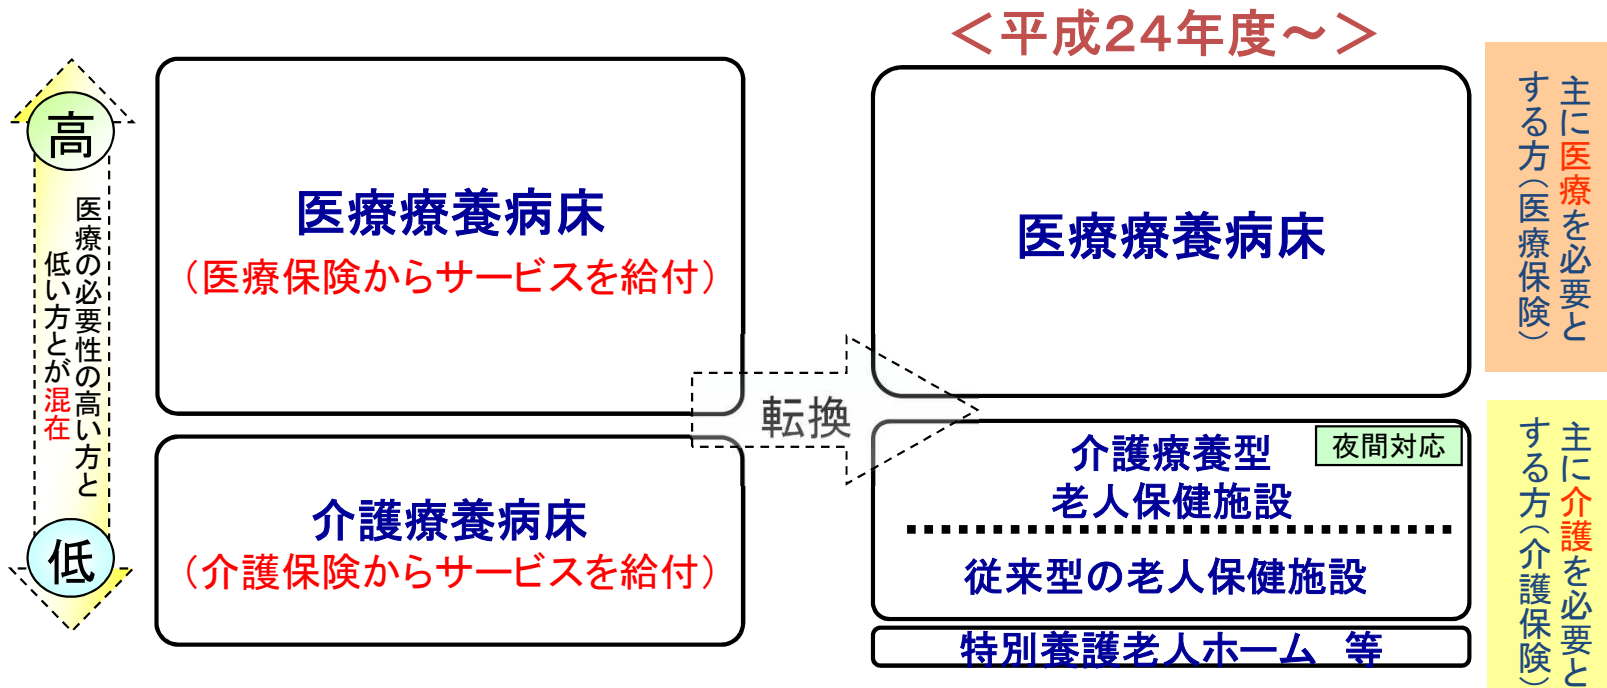 ＜平成24年度～＞
高
医療の必要性の高い方と
低い方とが混在
低
医療療養病床
（医療保険からサービスを給付）
介護療養病床
（介護保険からサービスを給付）
転換
医療療養病床
介護療養型
老人保健施設
夜間対応
従来型の老人保健施設
特別養護老人ホーム　等
主に医療を必要と
する方（医療保険）
主に介護を必要と
する方（介護保険）